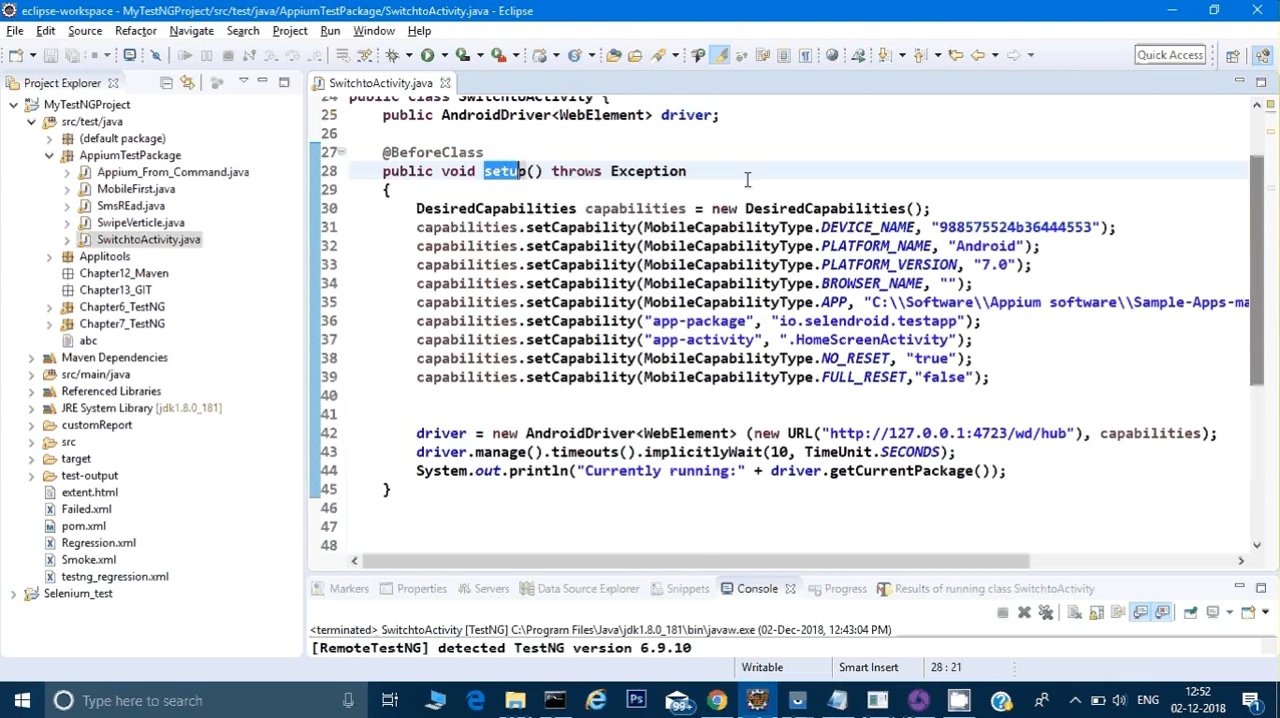 eclipse-workspace - MyTestNGProject/src/test/java/AppiumTestPackage/SwitchtoActivity.java - Eclipse
File Edit Source Refactor Navigate Search Project Run Window Help
Quick Access
Project Explorer
SwitchtoActivity.java
MyTestNGProject
src/test/java
(default package)
AppiumTestPackage
Appium_From_Command.java
MobileFirst.java
SmsREad.java
SwipeVerticle.java
SwitchtoActivity.java
Applitools
Chapter12_Maven
Chapter13_GIT
Chapter6_TestNG
Chapter7_TestNG
abc
Maven Dependencies
src/main/java
Referenced Libraries
JRE System Library [jdk1.8.0_181]
customReport
src
target
test-output
extent.html
Failed.xml
pom.xml
Regression.xml
Smoke.xml
testng_regression.xml
Selenium_test
24 public class SwitchtoActivity {
25 public AndroidDriver<WebElement> driver;
26
27 @BeforeClass
28 public void setup() throws Exception
29 {
30 DesiredCapabilities capabilities = new DesiredCapabilities();
31 capabilities.setCapability(MobileCapabilityType.DEVICE_NAME, "988575524b36444553");
32 capabilities.setCapability(MobileCapabilityType.PLATFORM_NAME, "Android");
33 capabilities.setCapability(MobileCapabilityType.PLATFORM_VERSION, "7.0");
34 capabilities.setCapability(MobileCapabilityType.BROWSER_NAME, "");
35 capabilities.setCapability(MobileCapabilityType.APP, "C:\\Software\\Appium software\\Sample-Apps-ma
36 capabilities.setCapability("app-package", "io.selendroid.testapp");
37 capabilities.setCapability("app-activity", ".HomeScreenActivity");
38 capabilities.setCapability(MobileCapabilityType.NO_RESET, "true");
39 capabilities.setCapability(MobileCapabilityType.FULL_RESET,"false");
40
41
42 driver = new AndroidDriver<WebElement> (new URL("http://127.0.0.1:4723/wd/hub"), capabilities);
43 driver.manage().timeouts().implicitlyWait(10, TimeUnit.SECONDS);
44 System.out.println("Currently running:" + driver.getCurrentPackage());
45 }
46
47
48
Markers Properties Servers Data Source Explorer Snippets Console Progress Results of running class SwitchtoActivity
<terminated> SwitchtoActivity [TestNG] C:\Program Files\Java\jdk1.8.0_181\bin\javaw.exe (02-Dec-2018, 12:43:04 PM)
[RemoteTestNG] detected TestNG version 6.9.10
Writable Smart Insert 28 : 21
Type here to search
Ps
99+
ENG
12:52
02-12-2018
1